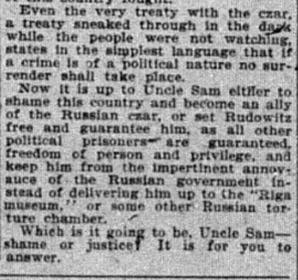 of this country fought.
Even the very treaty with the czar,
a treaty sneaked through in the dark
while the people were not watching,
states in the simplest language that if
a crime is of a political nature no sur-
render shall take place.
Now it is up to Uncle Sam either to
shame this country and become an ally
of the Russian czar, or set Rudowitz
free and guarantee him, as all other
political prisoners are guaranteed,
freedom of person and privilege, and
keep him from the impertinent annoy-
ance of the Russian government in-
stead of delivering him up to the "Riga
museum," or some other Russian tor-
ture chamber.
Which is it going to be, Uncle Sam—
shame or justice? It is for you to
answer.